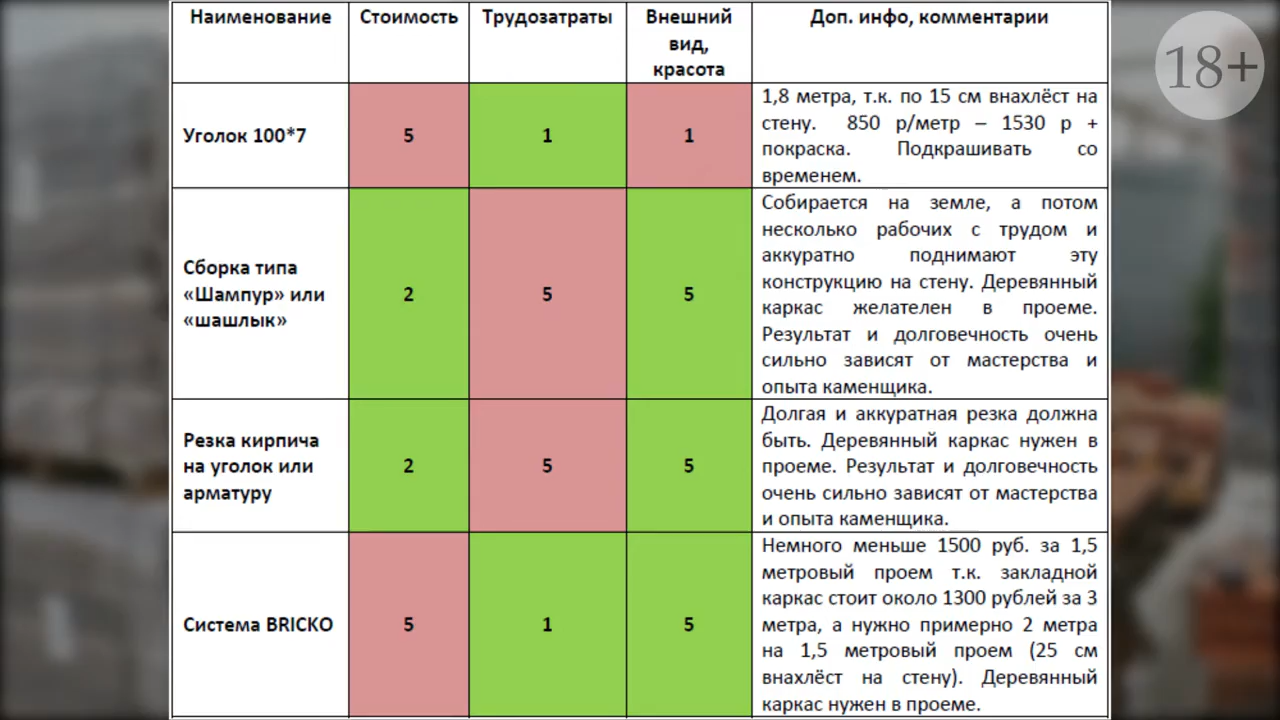 Наименование
Стоимость
Трудозатраты
Внешний
вид,
красота
Доп. инфо, комментарии
18+
Уголок 100*7
5
1
1
1,8 метра, т.к. по 15 см внахлёст на
стену. 850 р/метр – 1530 р +
покраска. Подкрашивать со
временем.
Сборка типа
«Шампур» или
«шашлык»
2
5
5
Собирается на земле, а потом
несколько рабочих с трудом и
аккуратно поднимают эту
конструкцию на стену. Деревянный
каркас желателен в проеме.
Результат и долговечность очень
сильно зависят от мастерства и
опыта каменщика.
Резка кирпича
на уголок или
арматуру
2
5
5
Долгая и аккуратная резка должна
быть. Деревянный каркас нужен в
проеме. Результат и долговечность
очень сильно зависят от мастерства
и опыта каменщика.
Система BRICKO
5
1
5
Немного меньше 1500 руб. за 1,5
метровый проем т.к. закладной
каркас стоит около 1300 рублей за 3
метра, а нужно примерно 2 метра
на 1,5 метровый проем (25 см
внахлёст на стену). Деревянный
каркас нужен в проеме.